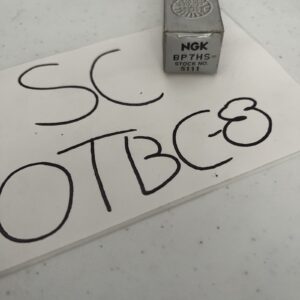 NGK
BP7HS
STOCK NO.
5111
SC
OTBC-8